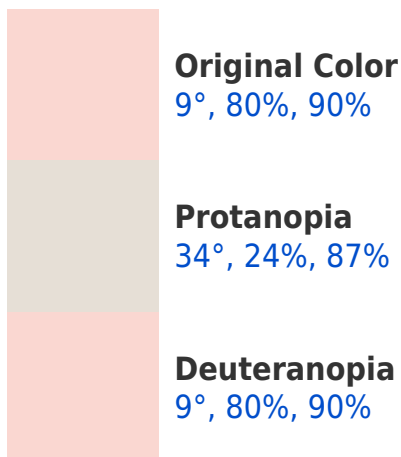 Original Color
9°, 80%, 90%
Protanopia
34°, 24%, 87%
Deuteranopia
9°, 80%, 90%